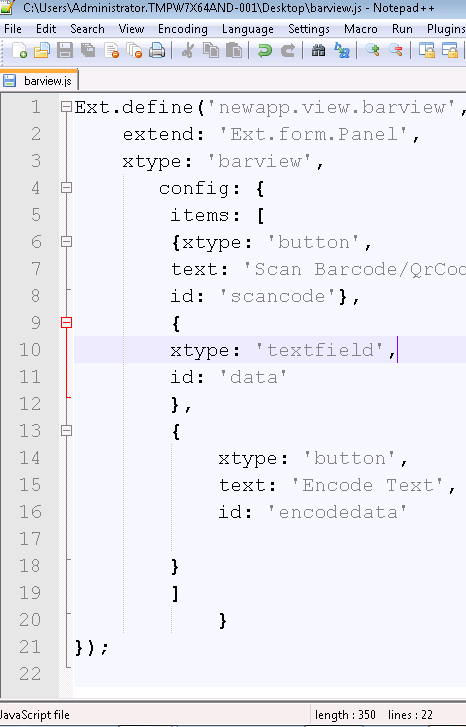 C:\Users\Administrator.TMPW7X64AND-001\Desktop\barview.js - Notepad++
File Edit Search View Encoding Language Settings Macro Run Plugins
barview.js
1 Ext.define('newapp.view.barview',
2 extend: 'Ext.form.Panel',
3 xtype: 'barview',
4 config: {
5 items: [
6 {xtype: 'button',
7 text: 'Scan Barcode/QrCod
8 id: 'scancode'},
9 {
10 xtype: 'textfield',
11 id: 'data'
12 },
13 {
14 xtype: 'button',
15 text: 'Encode Text',
16 id: 'encodedata'
17
18 }
19 ]
20 }
21 });
22
JavaScript file length : 350 lines : 22